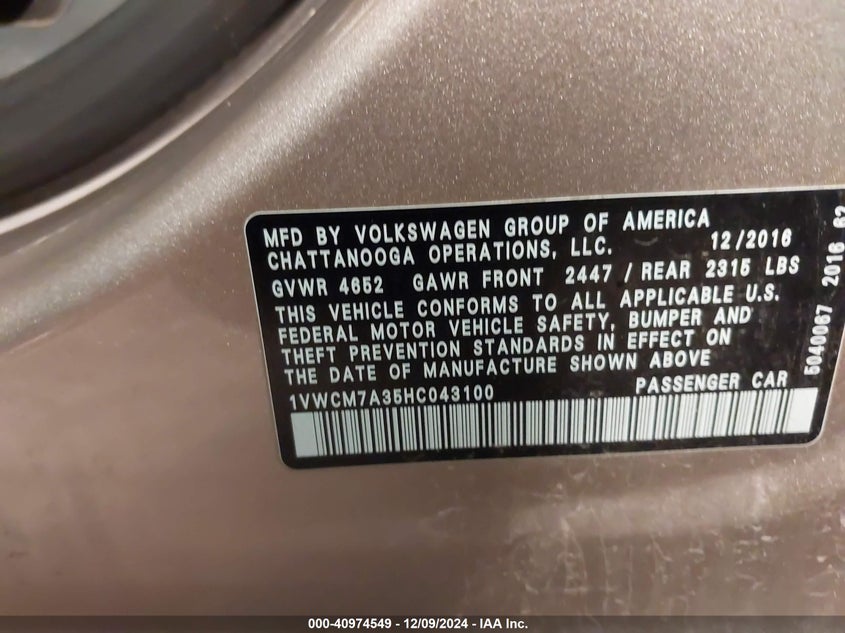 MFD BY VOLKSWAGEN GROUP OF AMERICA
CHATTANOOGA OPERATIONS, LLC. 12/2016
GVWR 4652 GAWR FRONT 2447 / REAR 2315 LBS
THIS VEHICLE CONFORMS TO ALL APPLICABLE U.S.
FEDERAL MOTOR VEHICLE SAFETY, BUMPER AND
THEFT PREVENTION STANDARDS IN EFFECT ON
THE DATE OF MANUFACTURE SHOWN ABOVE
1VWCM7A35HC043100 PASSENGER CAR
5040067 2016 62
000-40974549 - 12/09/2024 - IAA Inc.